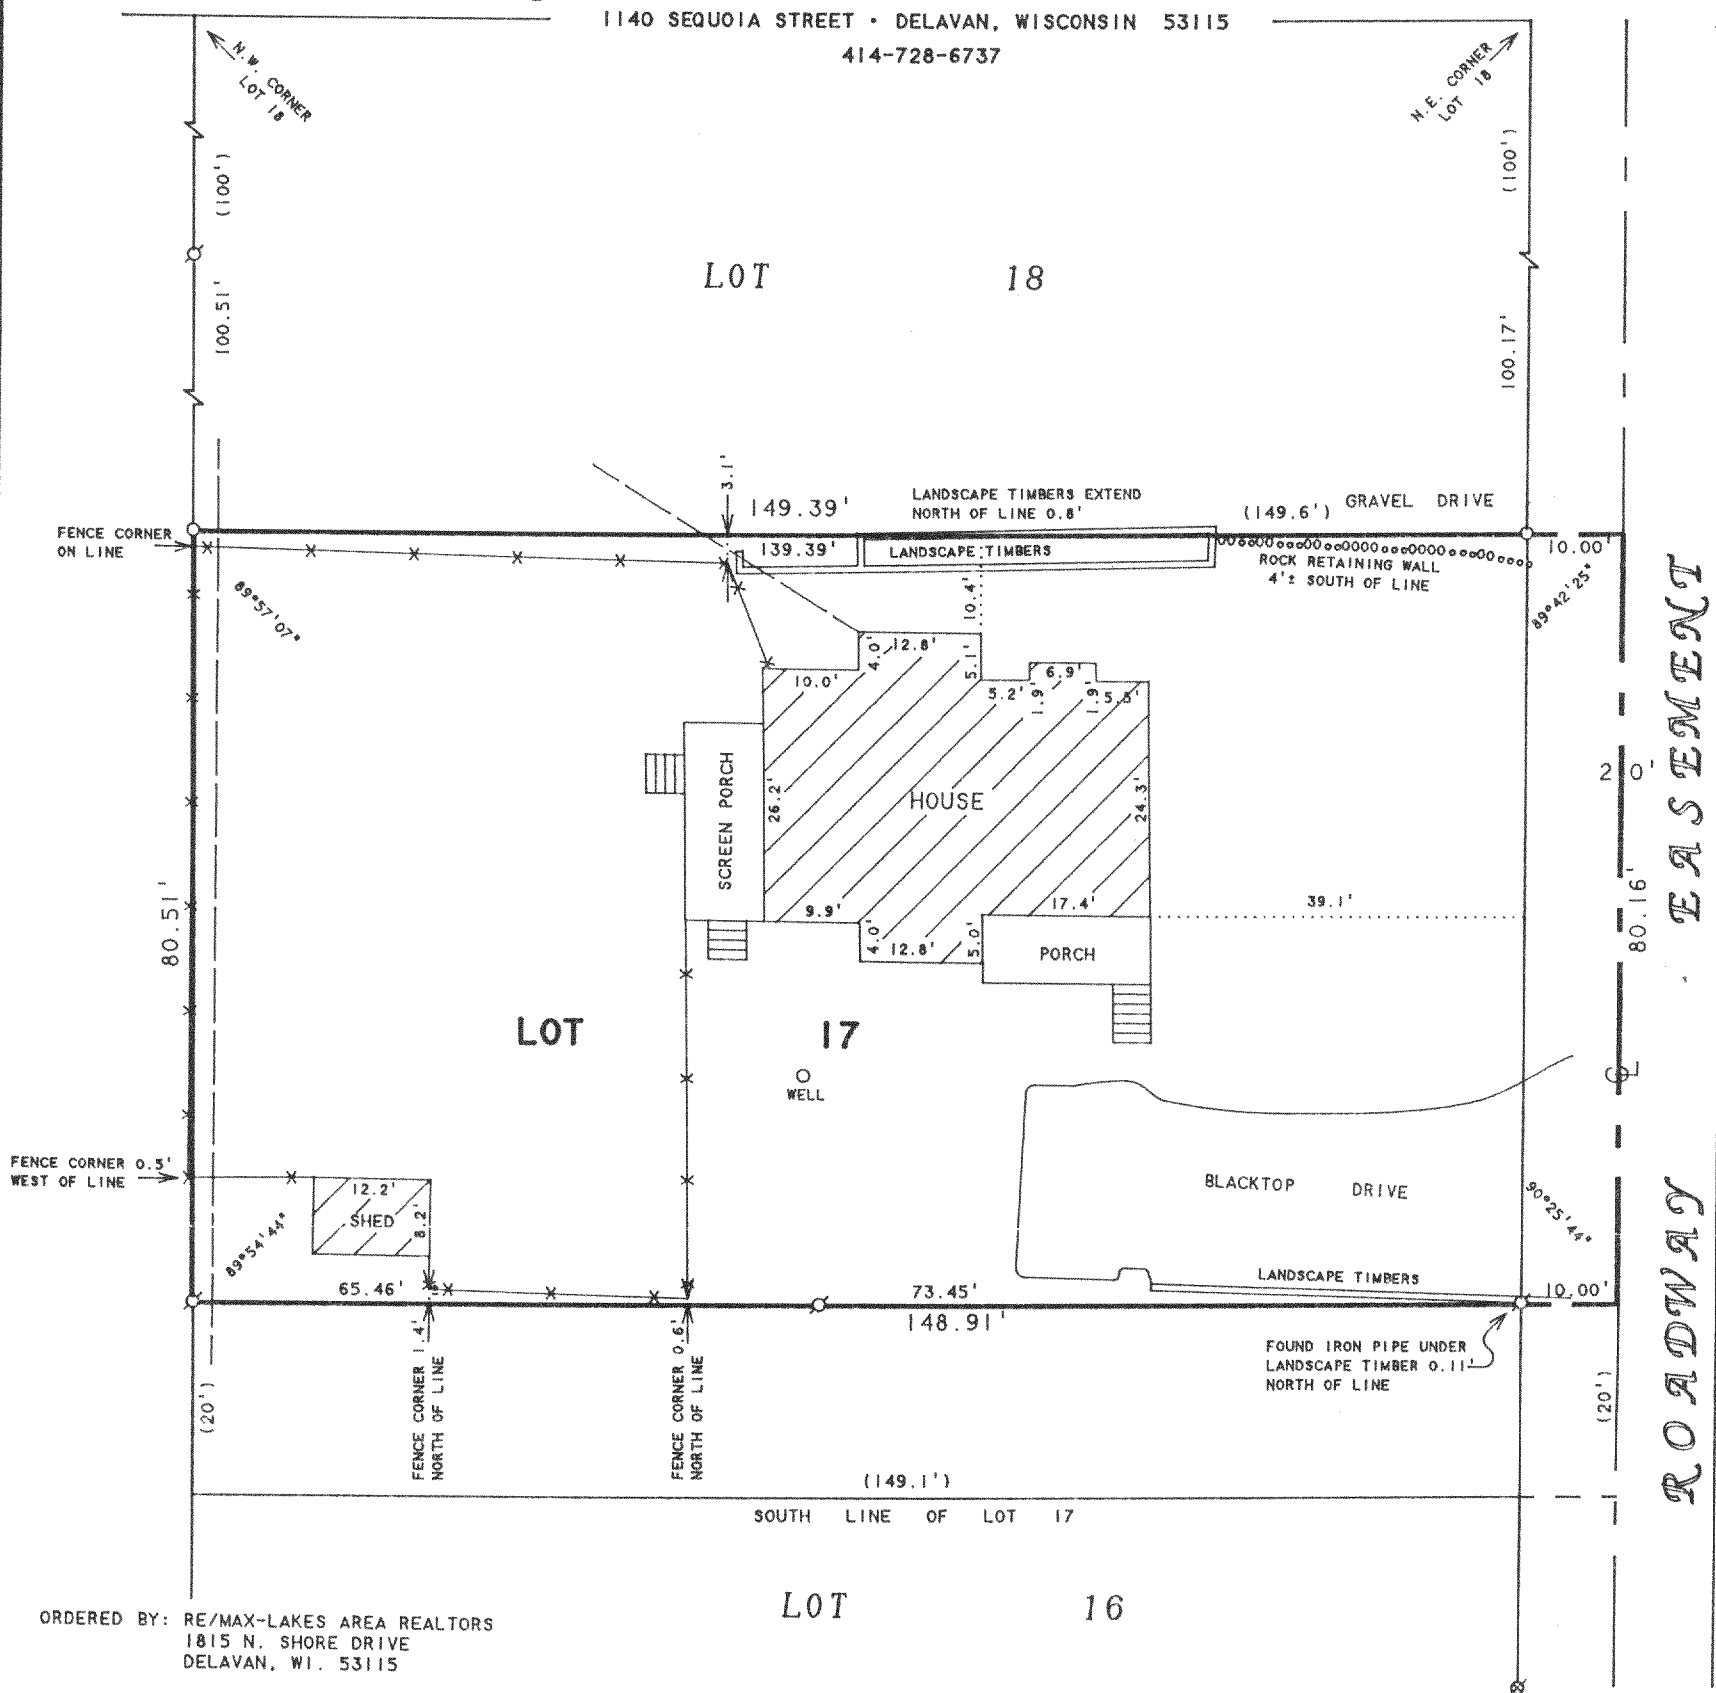 1140 SEQUOIA STREET • DELAVAN, WISCONSIN 53115
414-728-6737
N.W. CORNER
LOT 18
N.E. CORNER
LOT 18
(100')
(100')
LOT 18
100.51'
100.17'
3.1'
149.39'
LANDSCAPE TIMBERS EXTEND
NORTH OF LINE 0.8'
(149.6')
GRAVEL DRIVE
FENCE CORNER
ON LINE
139.39'
LANDSCAPE TIMBERS
10.00'
ROCK RETAINING WALL
4'± SOUTH OF LINE
89°57'07"
89°42'25"
10.4'
4.0'
12.8'
5.1'
10.0'
5.2'
1.9'
6.9'
1.9'
5.5'
SCREEN PORCH
26.2'
HOUSE
24.3'
20'
EASEMENT
9.9'
17.4'
39.1'
4.0'
12.8'
5.0'
PORCH
80.51'
80.16'
LOT 17
WELL
CL
FENCE CORNER 0.5'
WEST OF LINE
12.2'
SHED
8.2'
BLACKTOP DRIVE
90°25'44"
89°54'44"
LANDSCAPE TIMBERS
65.46'
73.45'
10.00'
148.91'
FENCE CORNER 1.4'
NORTH OF LINE
FENCE CORNER 0.6'
NORTH OF LINE
FOUND IRON PIPE UNDER
LANDSCAPE TIMBER 0.11'
NORTH OF LINE
ROADWAY
(20')
(20')
(149.1')
SOUTH LINE OF LOT 17
LOT 16
ORDERED BY: RE/MAX-LAKES AREA REALTORS
1815 N. SHORE DRIVE
DELAVAN, WI. 53115